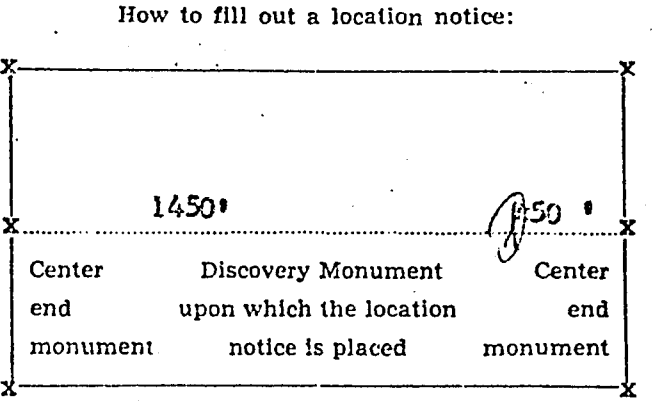 How to fill out a location notice:
X X
1450' 50 '
X X
Center Discovery Monument Center
end upon which the location end
monument notice is placed monument
X X